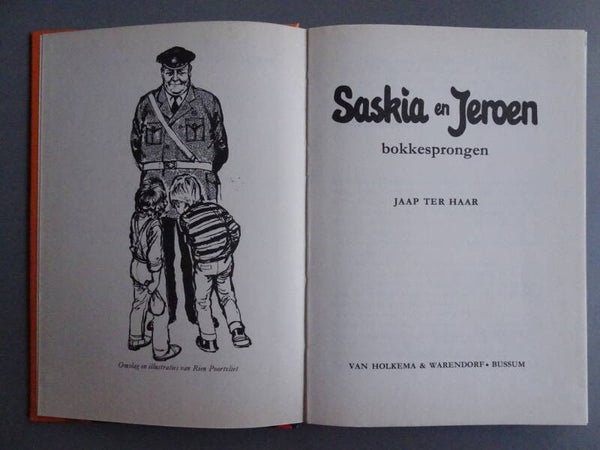 Omslag en illustraties van Rien Poortvliet
Saskia en Jeroen
bokkesprongen
JAAP TER HAAR
VAN HOLKEMA & WARENDORF • BUSSUM